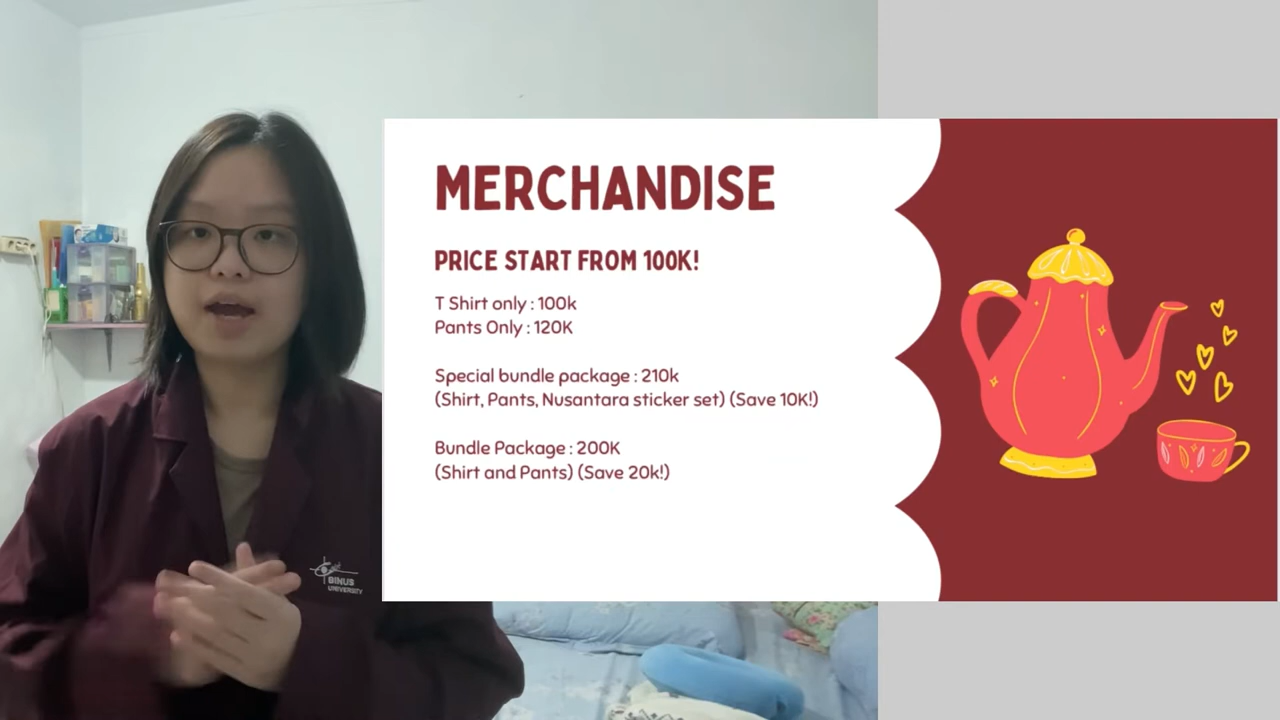 MERCHANDISE
PRICE START FROM 100K!
T Shirt only : 100k
Pants Only : 120K
Special bundle package : 210k
(Shirt, Pants, Nusantara sticker set) (Save 10K!)
Bundle Package : 200K
(Shirt and Pants) (Save 20k!)
BINUS
UNIVERSITY